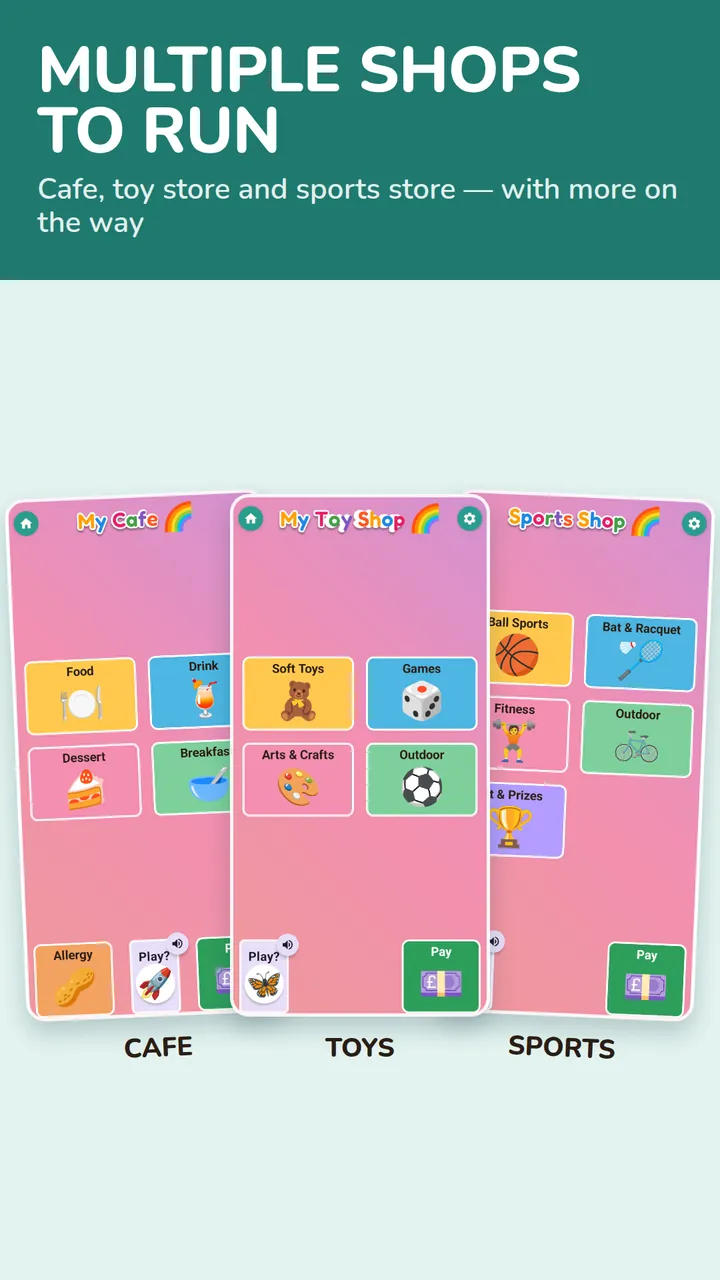 MULTIPLE SHOPS
TO RUN
Cafe, toy store and sports store — with more on
the way
My Cafe
Food
Drink
Dessert
Breakfas
Allergy
Play?
P
£
My Toy Shop
Soft Toys
Games
Arts & Crafts
Outdoor
Play?
Pay
£
Sports Shop
Ball Sports
Bat & Racquet
Fitness
Outdoor
t & Prizes
Pay
£
CAFE
TOYS
SPORTS